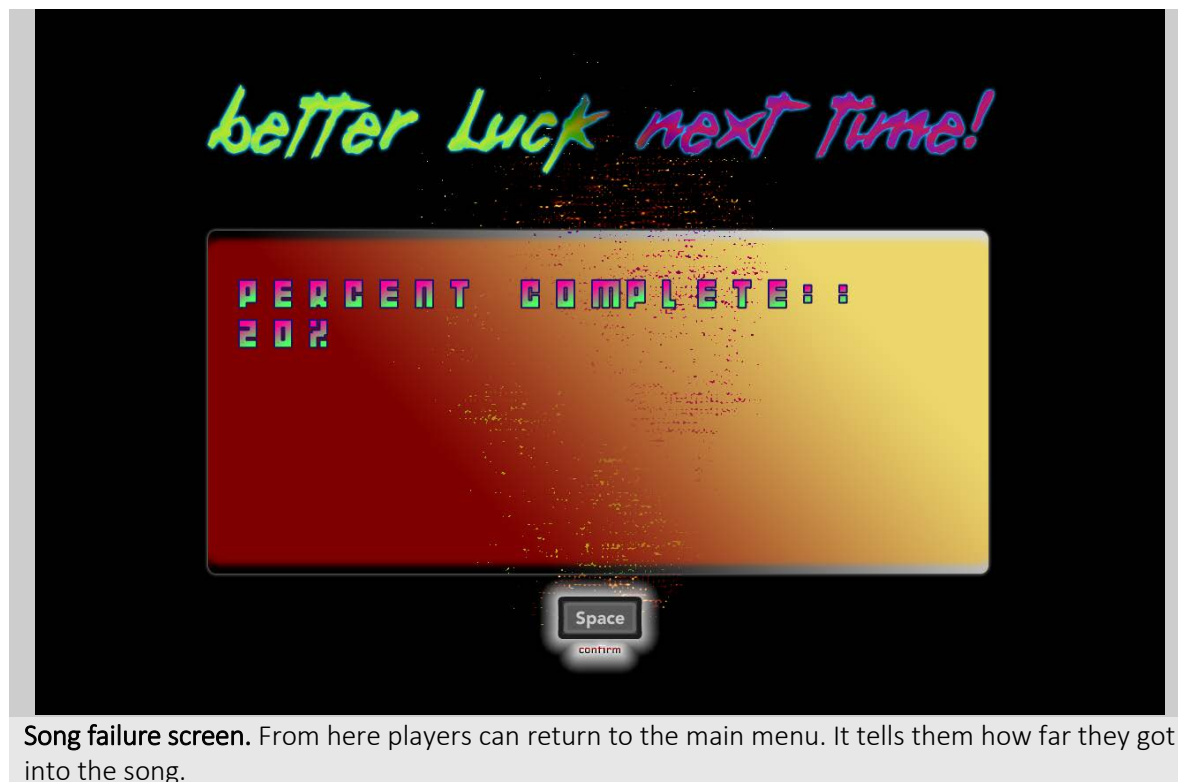 beTTer Luck nexT Time!
PERCENT COMPLETE::
20%
Space
confirm
Song failure screen. From here players can return to the main menu. It tells them how far they got
into the song.